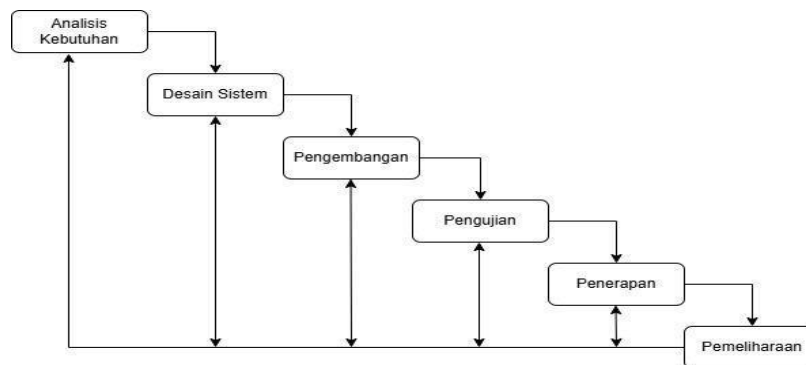 Analisis
Kebutuhan
Desain Sistem
Pengembangan
Pengujian
Penerapan
Pemeliharaan